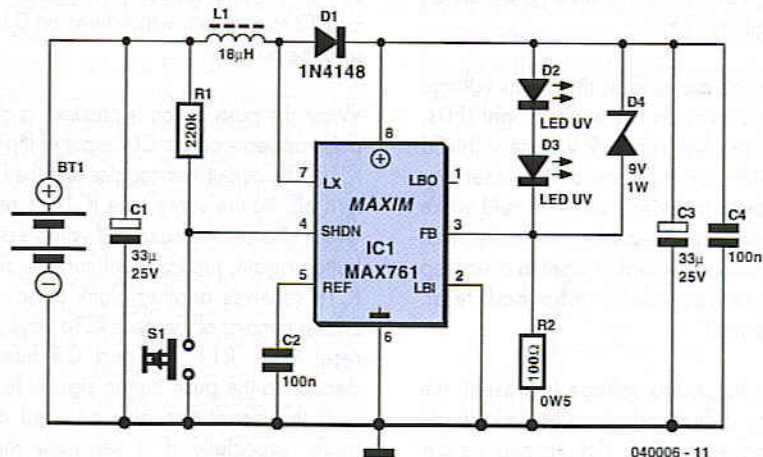 L1
18µH
D1
1N4148
R1
220k
BT1
C1
33µ
25V
8
7
LX
LBO
1
MAXIM
4
SHDN
FB
3
IC1
MAX761
5
REF
LBI
2
6
D2
LED UV
D3
LED UV
D4
9V
1W
C3
33µ
25V
C4
100n
S1
C2
100n
R2
100Ω
0W5
040006 - 11